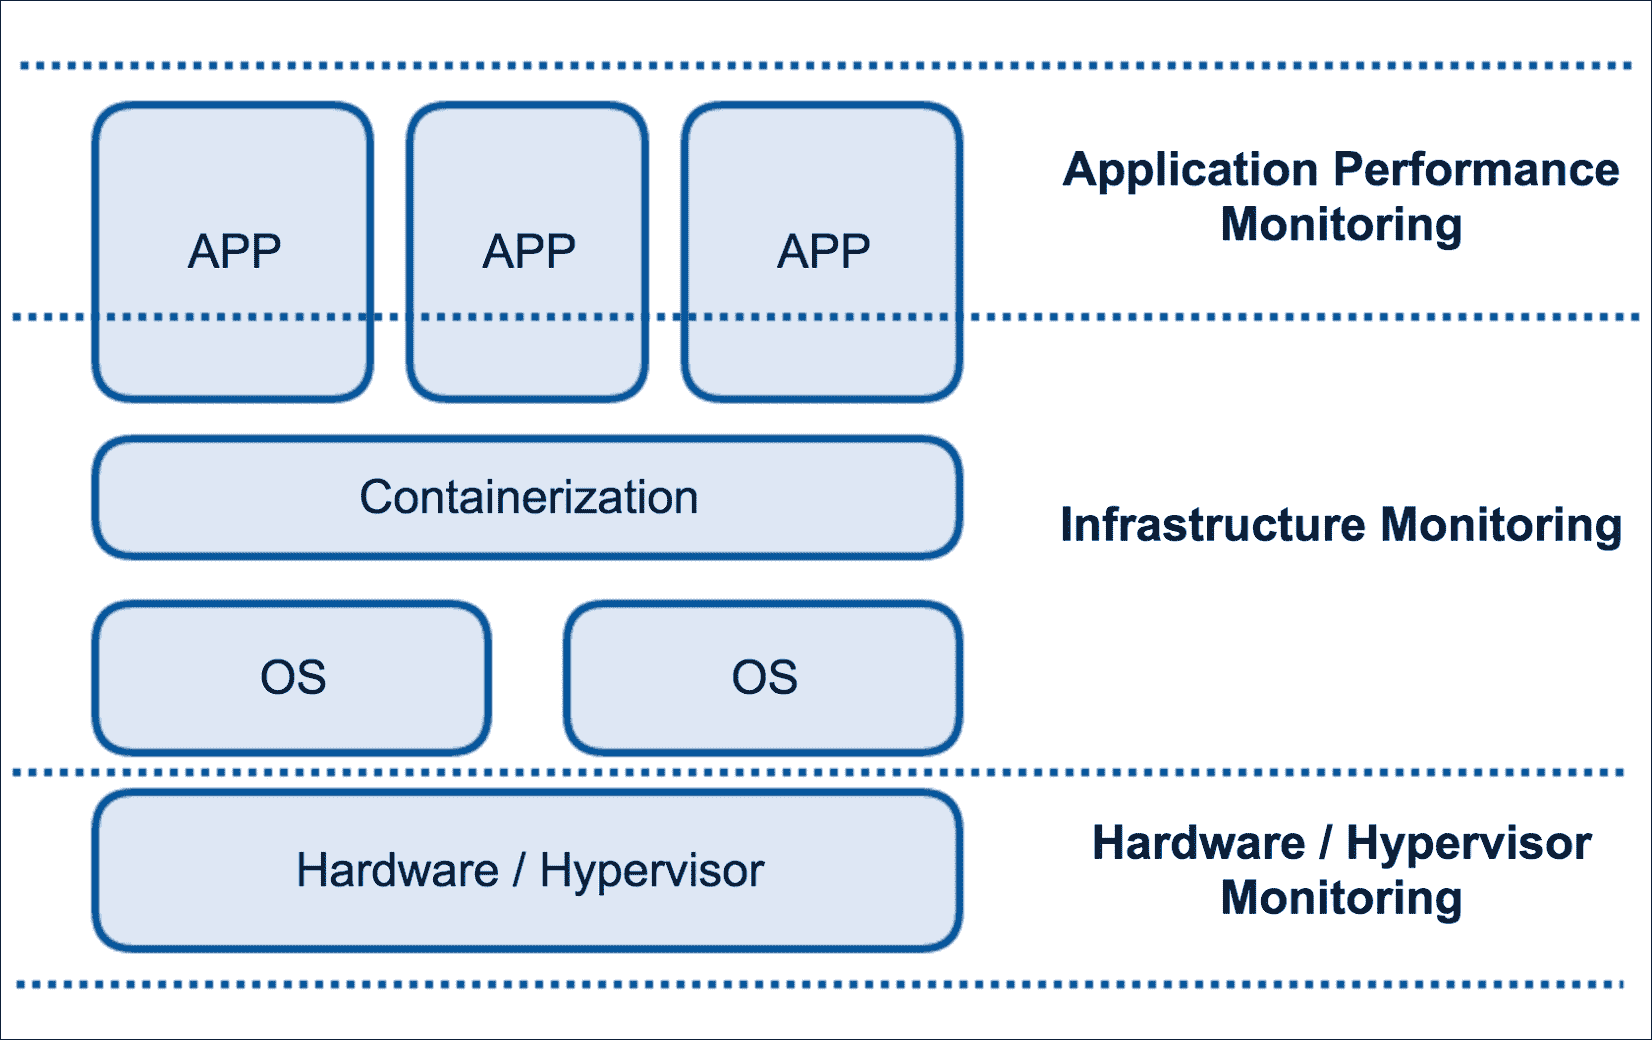 APP
APP
APP
Application Performance
Monitoring
Containerization
Infrastructure Monitoring
OS
OS
Hardware / Hypervisor
Hardware / Hypervisor
Monitoring